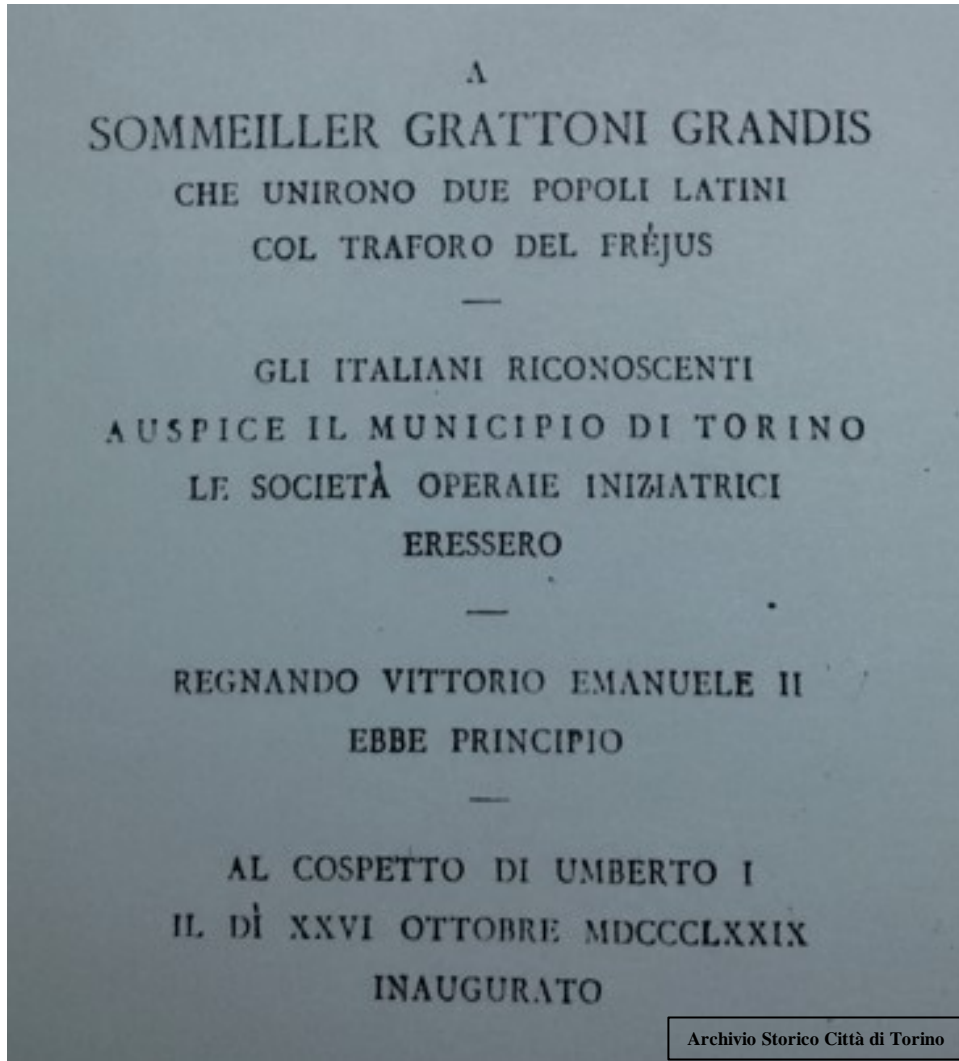 A
SOMMEILLER GRATTONI GRANDIS
CHE UNIRONO DUE POPOLI LATINI
COL TRAFORO DEL FRÉJUS
—
GLI ITALIANI RICONOSCENTI
AUSPICE IL MUNICIPIO DI TORINO
LE SOCIETÀ OPERAIE INIZIATRICI
ERESSERO
—
REGNANDO VITTORIO EMANUELE II
EBBE PRINCIPIO
—
AL COSPETTO DI UMBERTO I
IL DÌ XXVI OTTOBRE MDCCCLXXIX
INAUGURATO
Archivio Storico Città di Torino